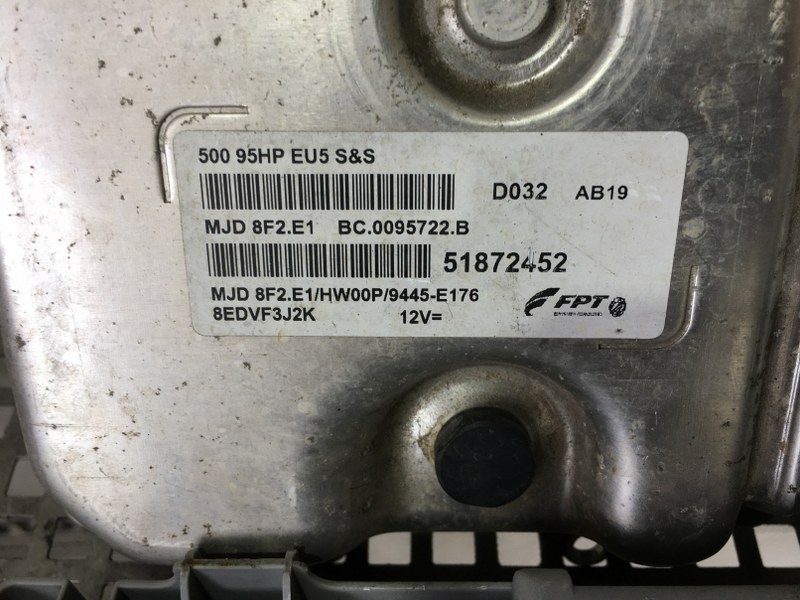 500 95HP EU5 S&S
D032 AB19
MJD 8F2.E1 BC.0095722.B
51872452
MJD 8F2.E1/HW00P/9445-E176
8EDVF3J2K 12V=
FPT